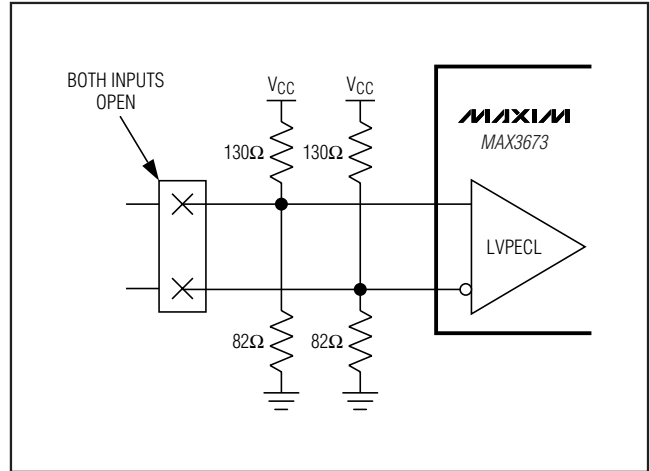 BOTH INPUTS
OPEN
VCC
VCC
MAXIM
MAX3673
130Ω
130Ω
LVPECL
82Ω
82Ω